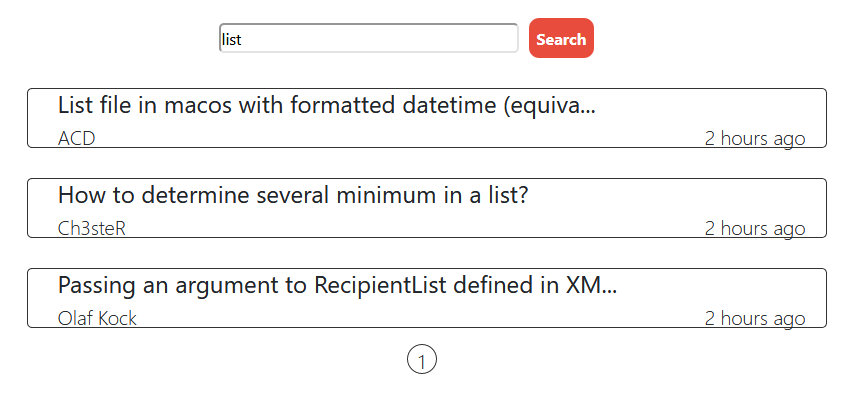 list Search
List file in macos with formatted datetime (equiva...
ACD 2 hours ago
How to determine several minimum in a list?
Ch3steR 2 hours ago
Passing an argument to RecipientList defined in XM...
Olaf Kock 2 hours ago
1